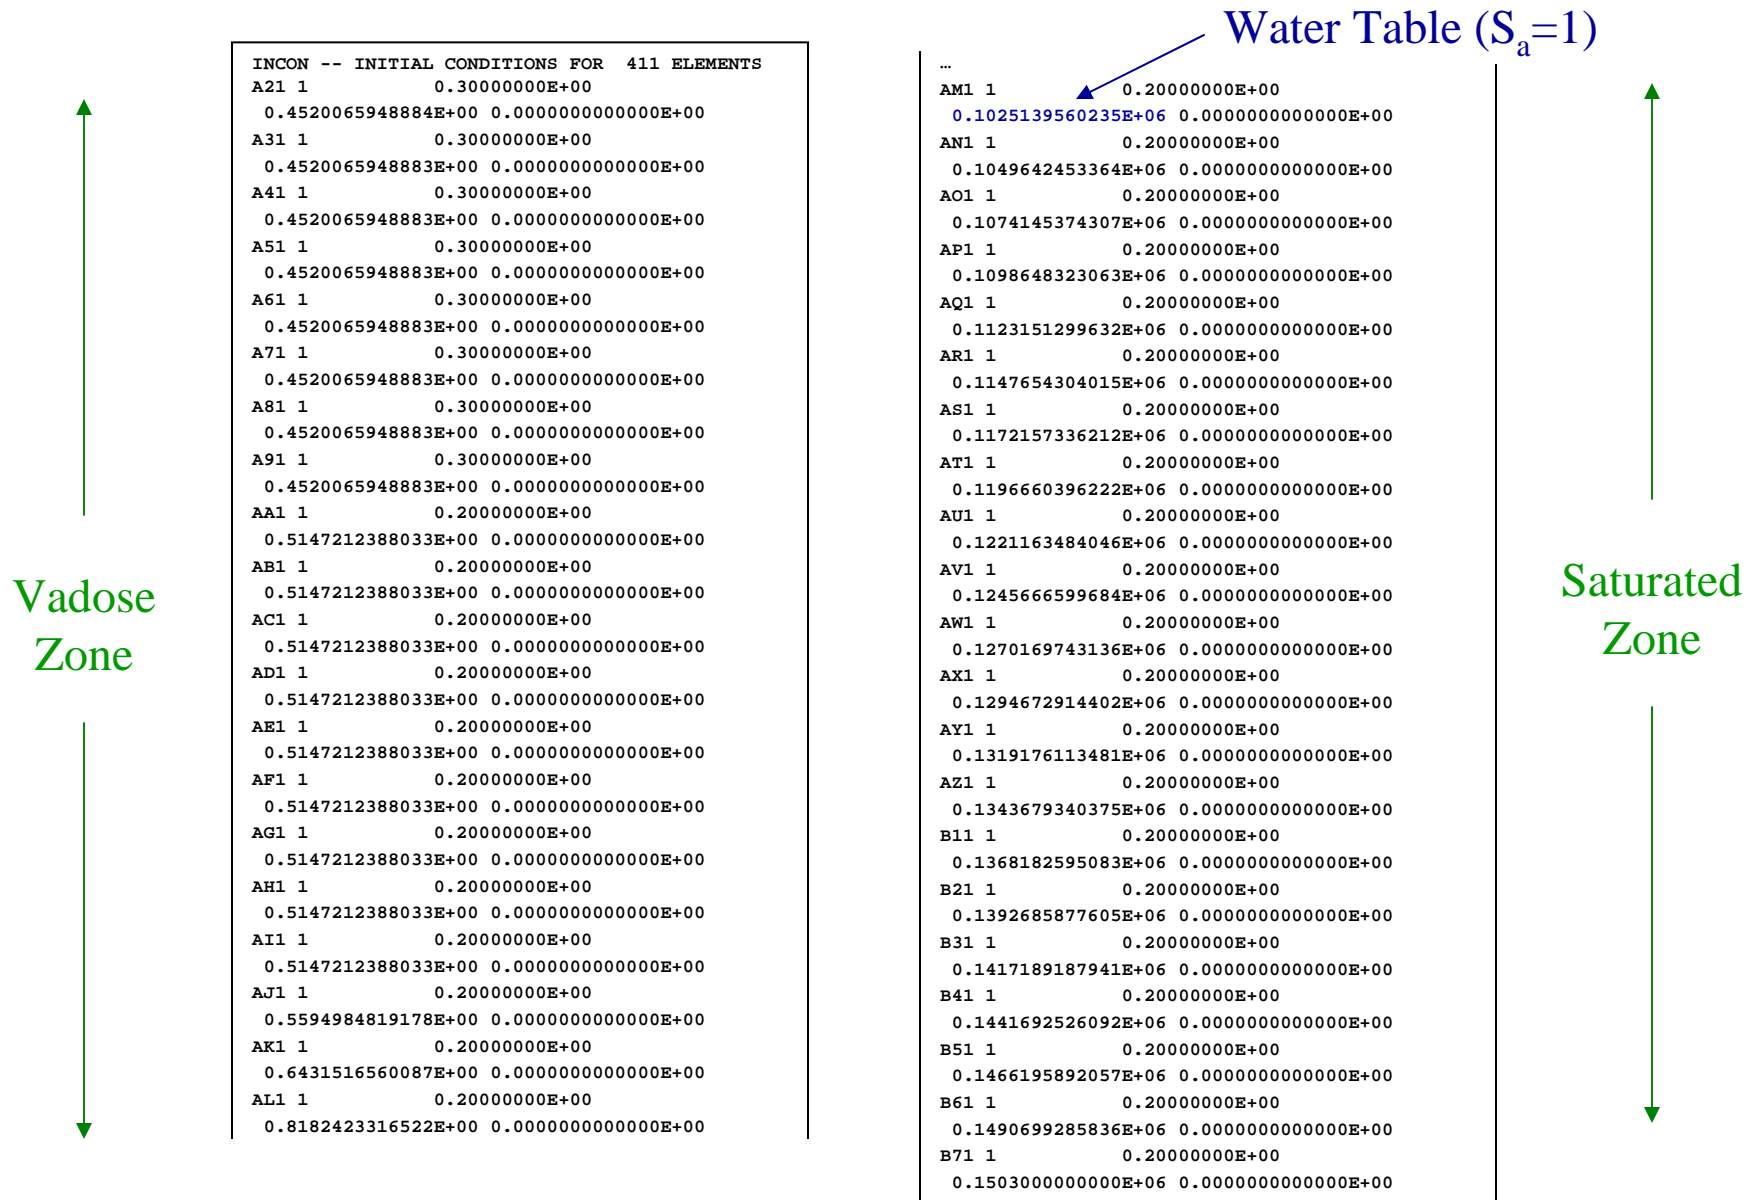 Water Table (Sa=1)
INCON -- INITIAL CONDITIONS FOR  411 ELEMENTS
A21 1          0.30000000E+00
0.4520065948884E+00 0.0000000000000E+00
A31 1          0.30000000E+00
0.4520065948883E+00 0.0000000000000E+00
A41 1          0.30000000E+00
0.4520065948883E+00 0.0000000000000E+00
A51 1          0.30000000E+00
0.4520065948883E+00 0.0000000000000E+00
A61 1          0.30000000E+00
0.4520065948883E+00 0.0000000000000E+00
A71 1          0.30000000E+00
0.4520065948883E+00 0.0000000000000E+00
A81 1          0.30000000E+00
0.4520065948883E+00 0.0000000000000E+00
A91 1          0.30000000E+00
0.4520065948883E+00 0.0000000000000E+00
AA1 1          0.20000000E+00
0.5147212388033E+00 0.0000000000000E+00
AB1 1          0.20000000E+00
0.5147212388033E+00 0.0000000000000E+00
AC1 1          0.20000000E+00
0.5147212388033E+00 0.0000000000000E+00
AD1 1          0.20000000E+00
0.5147212388033E+00 0.0000000000000E+00
AE1 1          0.20000000E+00
0.5147212388033E+00 0.0000000000000E+00
AF1 1          0.20000000E+00
0.5147212388033E+00 0.0000000000000E+00
AG1 1          0.20000000E+00
0.5147212388033E+00 0.0000000000000E+00
AH1 1          0.20000000E+00
0.5147212388033E+00 0.0000000000000E+00
AI1 1          0.20000000E+00
0.5147212388033E+00 0.0000000000000E+00
AJ1 1          0.20000000E+00
0.5594984819178E+00 0.0000000000000E+00
AK1 1          0.20000000E+00
0.6431516560087E+00 0.0000000000000E+00
AL1 1          0.20000000E+00
0.8182423316522E+00 0.0000000000000E+00
Vadose
Zone
…
AM1 1          0.20000000E+00
0.1025139560235E+06 0.0000000000000E+00
AN1 1          0.20000000E+00
0.1049642453364E+06 0.0000000000000E+00
AO1 1          0.20000000E+00
0.1074145374307E+06 0.0000000000000E+00
AP1 1          0.20000000E+00
0.1098648323063E+06 0.0000000000000E+00
AQ1 1          0.20000000E+00
0.1123151299632E+06 0.0000000000000E+00
AR1 1          0.20000000E+00
0.1147654304015E+06 0.0000000000000E+00
AS1 1          0.20000000E+00
0.1172157336212E+06 0.0000000000000E+00
AT1 1          0.20000000E+00
0.1196660396222E+06 0.0000000000000E+00
AU1 1          0.20000000E+00
0.1221163484046E+06 0.0000000000000E+00
AV1 1          0.20000000E+00
0.1245666599684E+06 0.0000000000000E+00
AW1 1          0.20000000E+00
0.1270169743136E+06 0.0000000000000E+00
AX1 1          0.20000000E+00
0.1294672914402E+06 0.0000000000000E+00
AY1 1          0.20000000E+00
0.1319176113481E+06 0.0000000000000E+00
AZ1 1          0.20000000E+00
0.1343679340375E+06 0.0000000000000E+00
B11 1          0.20000000E+00
0.1368182595083E+06 0.0000000000000E+00
B21 1          0.20000000E+00
0.1392685877605E+06 0.0000000000000E+00
B31 1          0.20000000E+00
0.1417189187941E+06 0.0000000000000E+00
B41 1          0.20000000E+00
0.1441692526092E+06 0.0000000000000E+00
B51 1          0.20000000E+00
0.1466195892057E+06 0.0000000000000E+00
B61 1          0.20000000E+00
0.1490699285836E+06 0.0000000000000E+00
B71 1          0.20000000E+00
0.1503000000000E+06 0.0000000000000E+00
Saturated
Zone